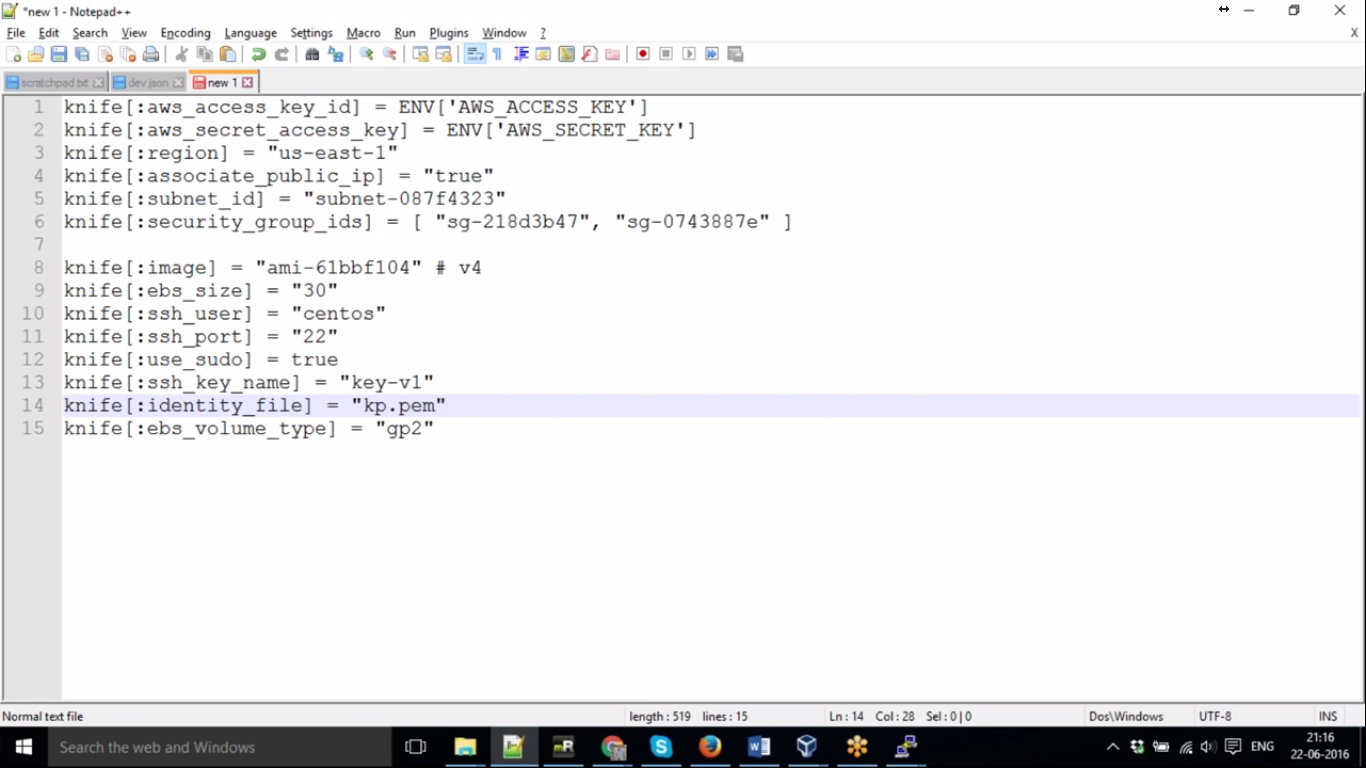 *new 1 - Notepad++
File Edit Search View Encoding Language Settings Macro Run Plugins Window ? X
scratchpad.txt dev.json new 1
1 knife[:aws_access_key_id] = ENV['AWS_ACCESS_KEY']
2 knife[:aws_secret_access_key] = ENV['AWS_SECRET_KEY']
3 knife[:region] = "us-east-1"
4 knife[:associate_public_ip] = "true"
5 knife[:subnet_id] = "subnet-087f4323"
6 knife[:security_group_ids] = [ "sg-218d3b47", "sg-0743887e" ]
7
8 knife[:image] = "ami-61bbf104" # v4
9 knife[:ebs_size] = "30"
10 knife[:ssh_user] = "centos"
11 knife[:ssh_port] = "22"
12 knife[:use_sudo] = true
13 knife[:ssh_key_name] = "key-v1"
14 knife[:identity_file] = "kp.pem"
15 knife[:ebs_volume_type] = "gp2"
Normal text file length : 519 lines : 15 Ln : 14 Col : 28 Sel : 0 | 0 Dos\Windows UTF-8 INS
Search the web and Windows mR ENG 21:16
22-06-2016